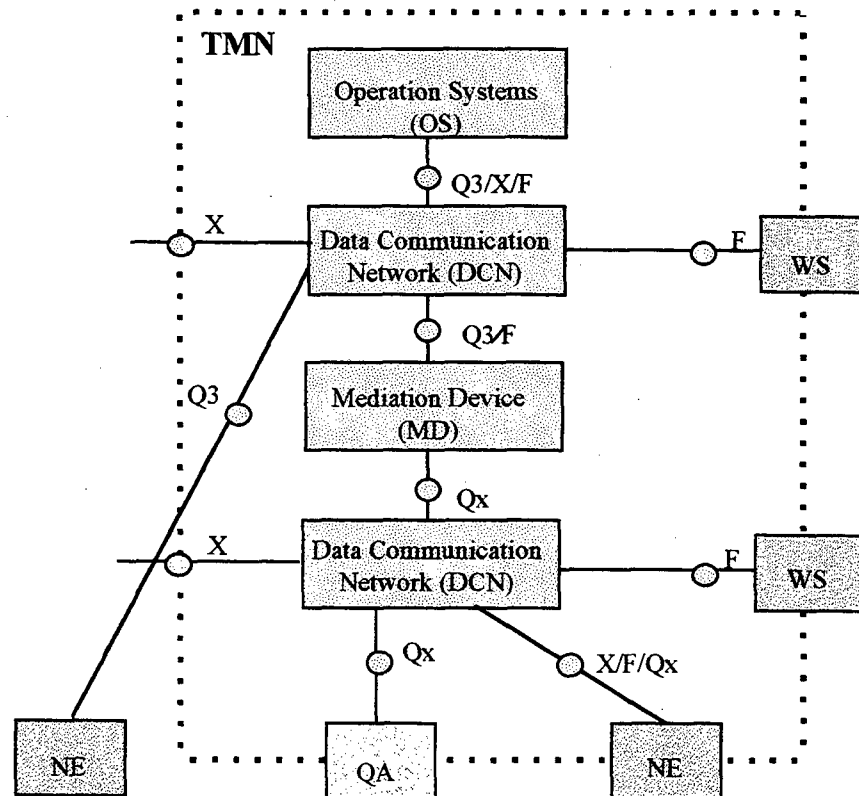 TMN
Operation Systems
(OS)
Q3/X/F
X
Data Communication
Network (DCN)
F
WS
Q3/F
Q3
Mediation Device
(MD)
Qx
X
Data Communication
Network (DCN)
F
WS
Qx
X/F/Qx
NE
QA
NE